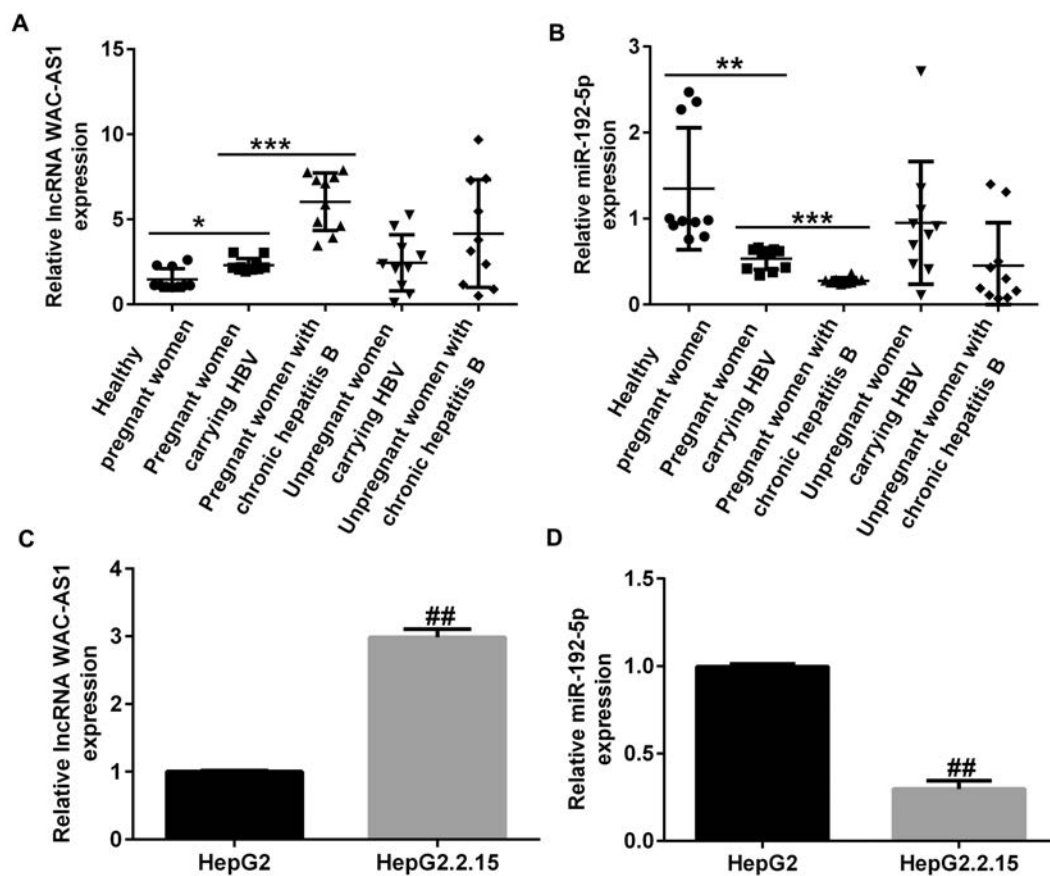 A
Relative lncRNA WAC-AS1
expression
15
10
5
0
*
***
Healthy
pregnant women
Pregnant women
carrying HBV
Pregnant women with
chronic hepatitis B
Unpregnant women
carrying HBV
Unpregnant women with
chronic hepatitis B
B
Relative miR-192-5p
expression
3
2
1
0
**
***
Healthy
pregnant women
Pregnant women
carrying HBV
Pregnant women with
chronic hepatitis B
Unpregnant women
carrying HBV
Unpregnant women with
chronic hepatitis B
C
Relative lncRNA WAC-AS1
expression
4
3
2
1
0
##
HepG2
HepG2.2.15
D
Relative miR-192-5p
expression
1.5
1.0
0.5
0.0
##
HepG2
HepG2.2.15